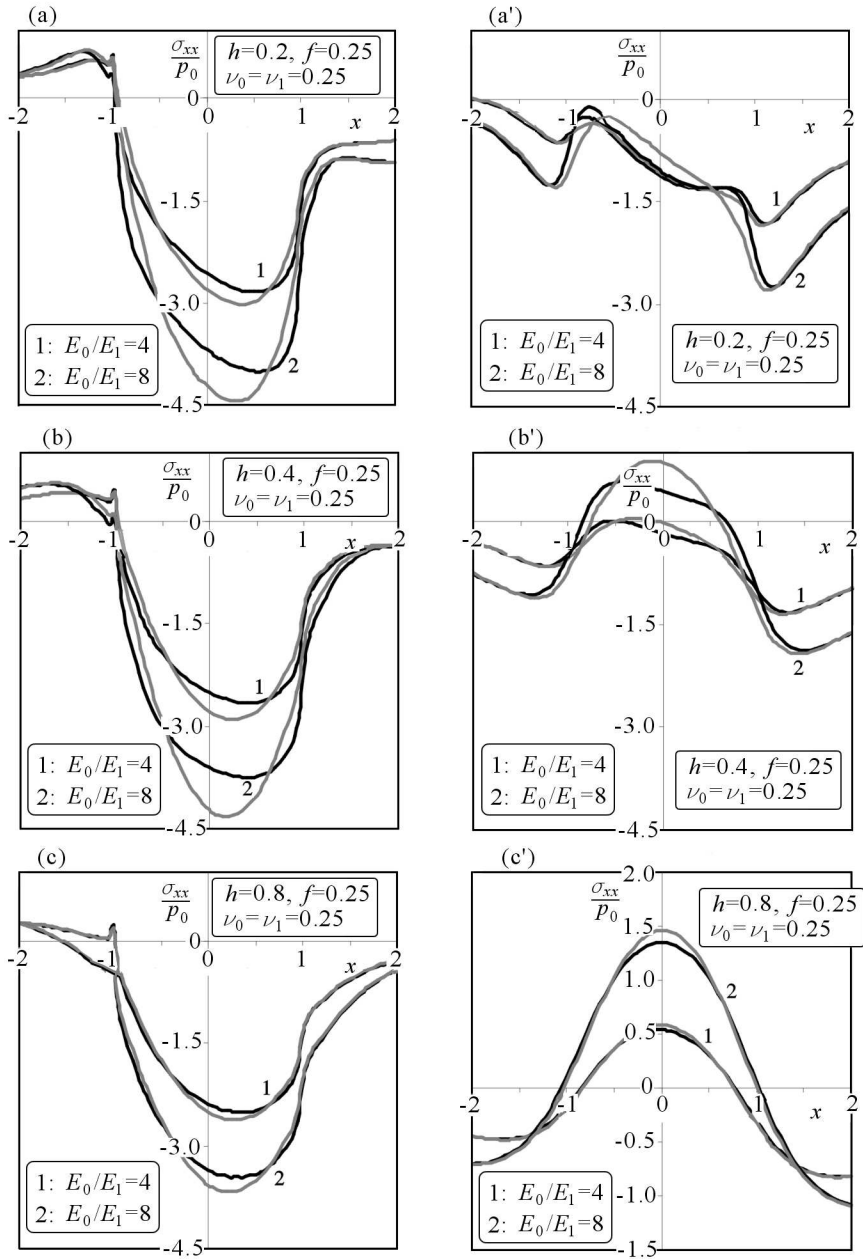 (a)
σxx
p0
h=0.2, f=0.25
ν0=ν1=0.25
-2
-1
0
0
1
2
x
-1.5
-3.0
-4.5
1
2
1: E0/E1=4
2: E0/E1=8
(a')
σxx
p0
0
-2
-1
0
1
2
x
-1.5
-3.0
-4.5
1
2
1: E0/E1=4
2: E0/E1=8
h=0.2, f=0.25
ν0=ν1=0.25
(b)
σxx
p0
h=0.4, f=0.25
ν0=ν1=0.25
-2
-1
0
0
1
2
x
-1.5
-3.0
-4.5
1
2
1: E0/E1=4
2: E0/E1=8
(b')
σxx
p0
-2
-1
0
0
1
2
x
-1.5
-3.0
-4.5
1
2
1: E0/E1=4
2: E0/E1=8
h=0.4, f=0.25
ν0=ν1=0.25
(c)
σxx
p0
h=0.8, f=0.25
ν0=ν1=0.25
-2
-1
0
0
1
2
x
-1.5
-3.0
-4.5
1
2
1: E0/E1=4
2: E0/E1=8
(c')
2.0
σxx
p0
h=0.8, f=0.25
ν0=ν1=0.25
1.5
1.0
0.5
0
-2
-1
0
1
2
x
-0.5
-1.0
-1.5
2
1
1: E0/E1=4
2: E0/E1=8